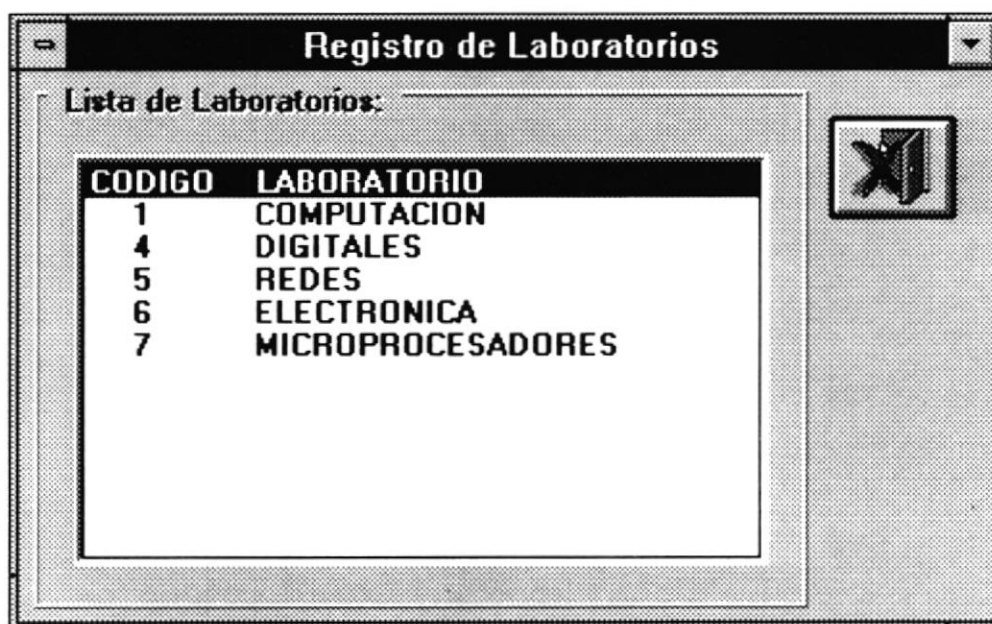 Registro de Laboratorios
Lista de Laboratorios:
CODIGO LABORATORIO
1 COMPUTACION
4 DIGITALES
5 REDES
6 ELECTRONICA
7 MICROPROCESADORES